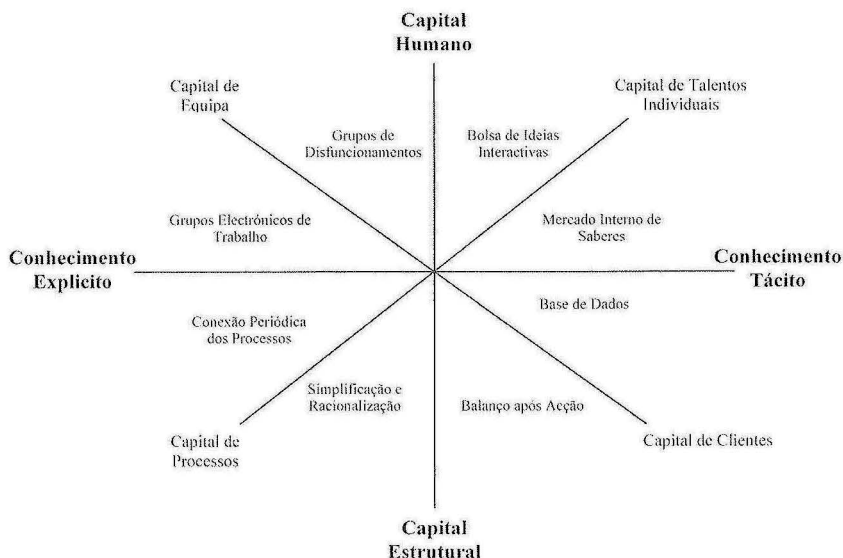 Capital
Humano
Capital de
Equipa
Capital de Talentos
Individuais
Grupos de
Disfuncionamentos
Bolsa de Ideias
Interactivas
Grupos Electrónicos de
Trabalho
Mercado Interno de
Saberes
Conhecimento
Explicito
Conhecimento
Tácito
Base de Dados
Conexão Periódica
dos Processos
Simplificação e
Racionalização
Balanço após Acção
Capital de
Processos
Capital de Clientes
Capital
Estrutural